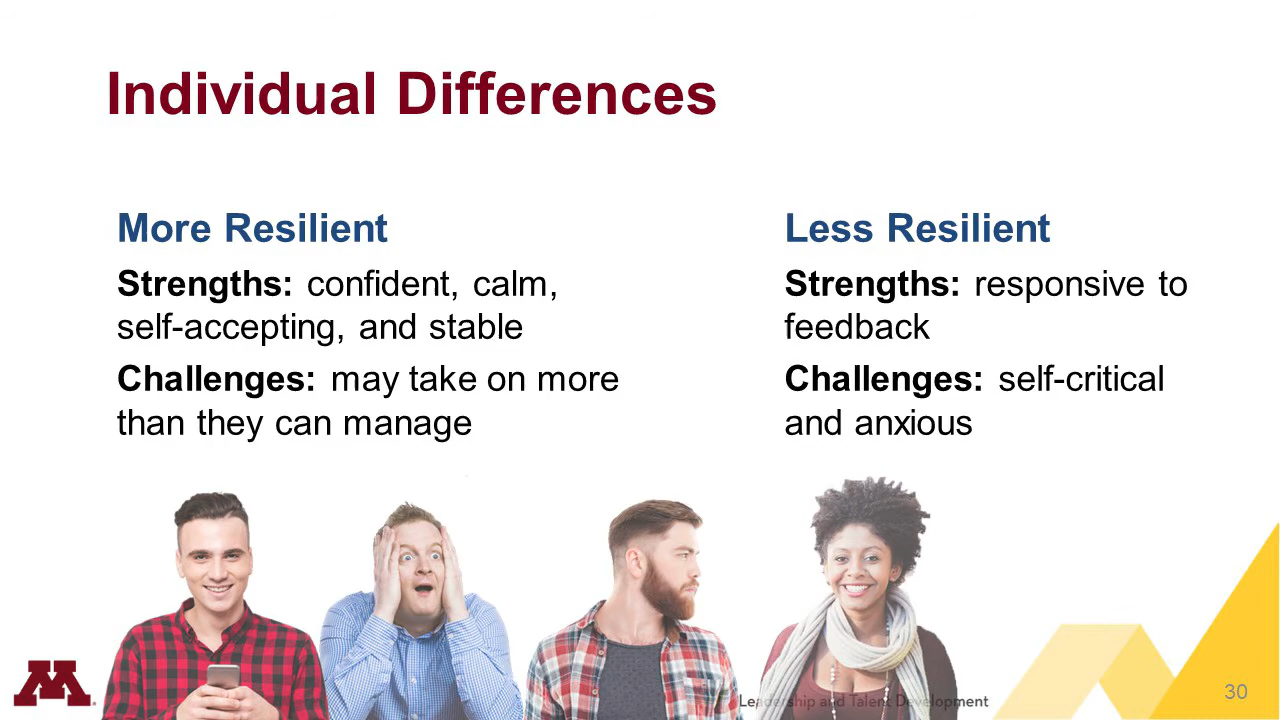 Individual Differences
More Resilient
Strengths: confident, calm,
self-accepting, and stable
Challenges: may take on more
than they can manage
Less Resilient
Strengths: responsive to
feedback
Challenges: self-critical
and anxious
M
Leadership and Talent Development
30